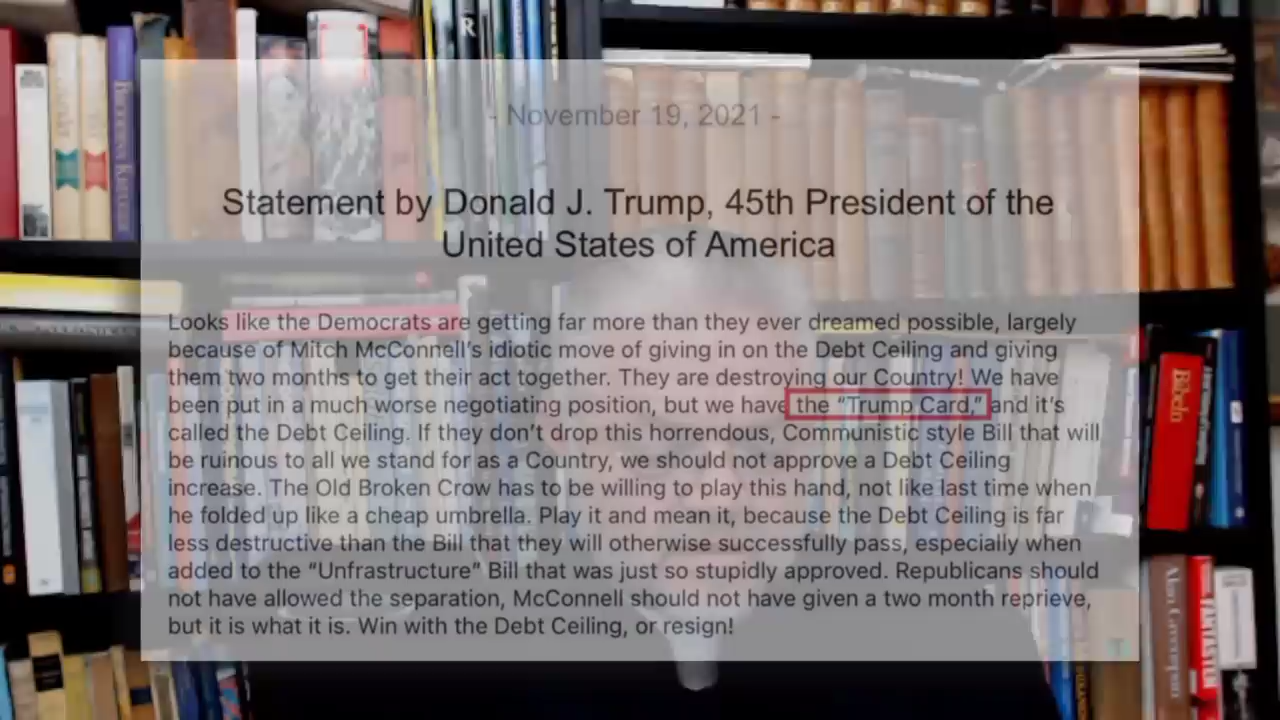 - November 19, 2021 -
Statement by Donald J. Trump, 45th President of the
United States of America
Looks like the Democrats are getting far more than they ever dreamed possible, largely
because of Mitch McConnell’s idiotic move of giving in on the Debt Ceiling and giving
them two months to get their act together. They are destroying our Country! We have
been put in a much worse negotiating position, but we have the “Trump Card,” and it’s
called the Debt Ceiling. If they don’t drop this horrendous, Communistic style Bill that will
be ruinous to all we stand for as a Country, we should not approve a Debt Ceiling
increase. The Old Broken Crow has to be willing to play this hand, not like last time when
he folded up like a cheap umbrella. Play it and mean it, because the Debt Ceiling is far
less destructive than the Bill that they will otherwise successfully pass, especially when
added to the “Unfrastructure” Bill that was just so stupidly approved. Republicans should
not have allowed the separation, McConnell should not have given a two month reprieve,
but it is what it is. Win with the Debt Ceiling, or resign!
Bibeln
FANTASTEN